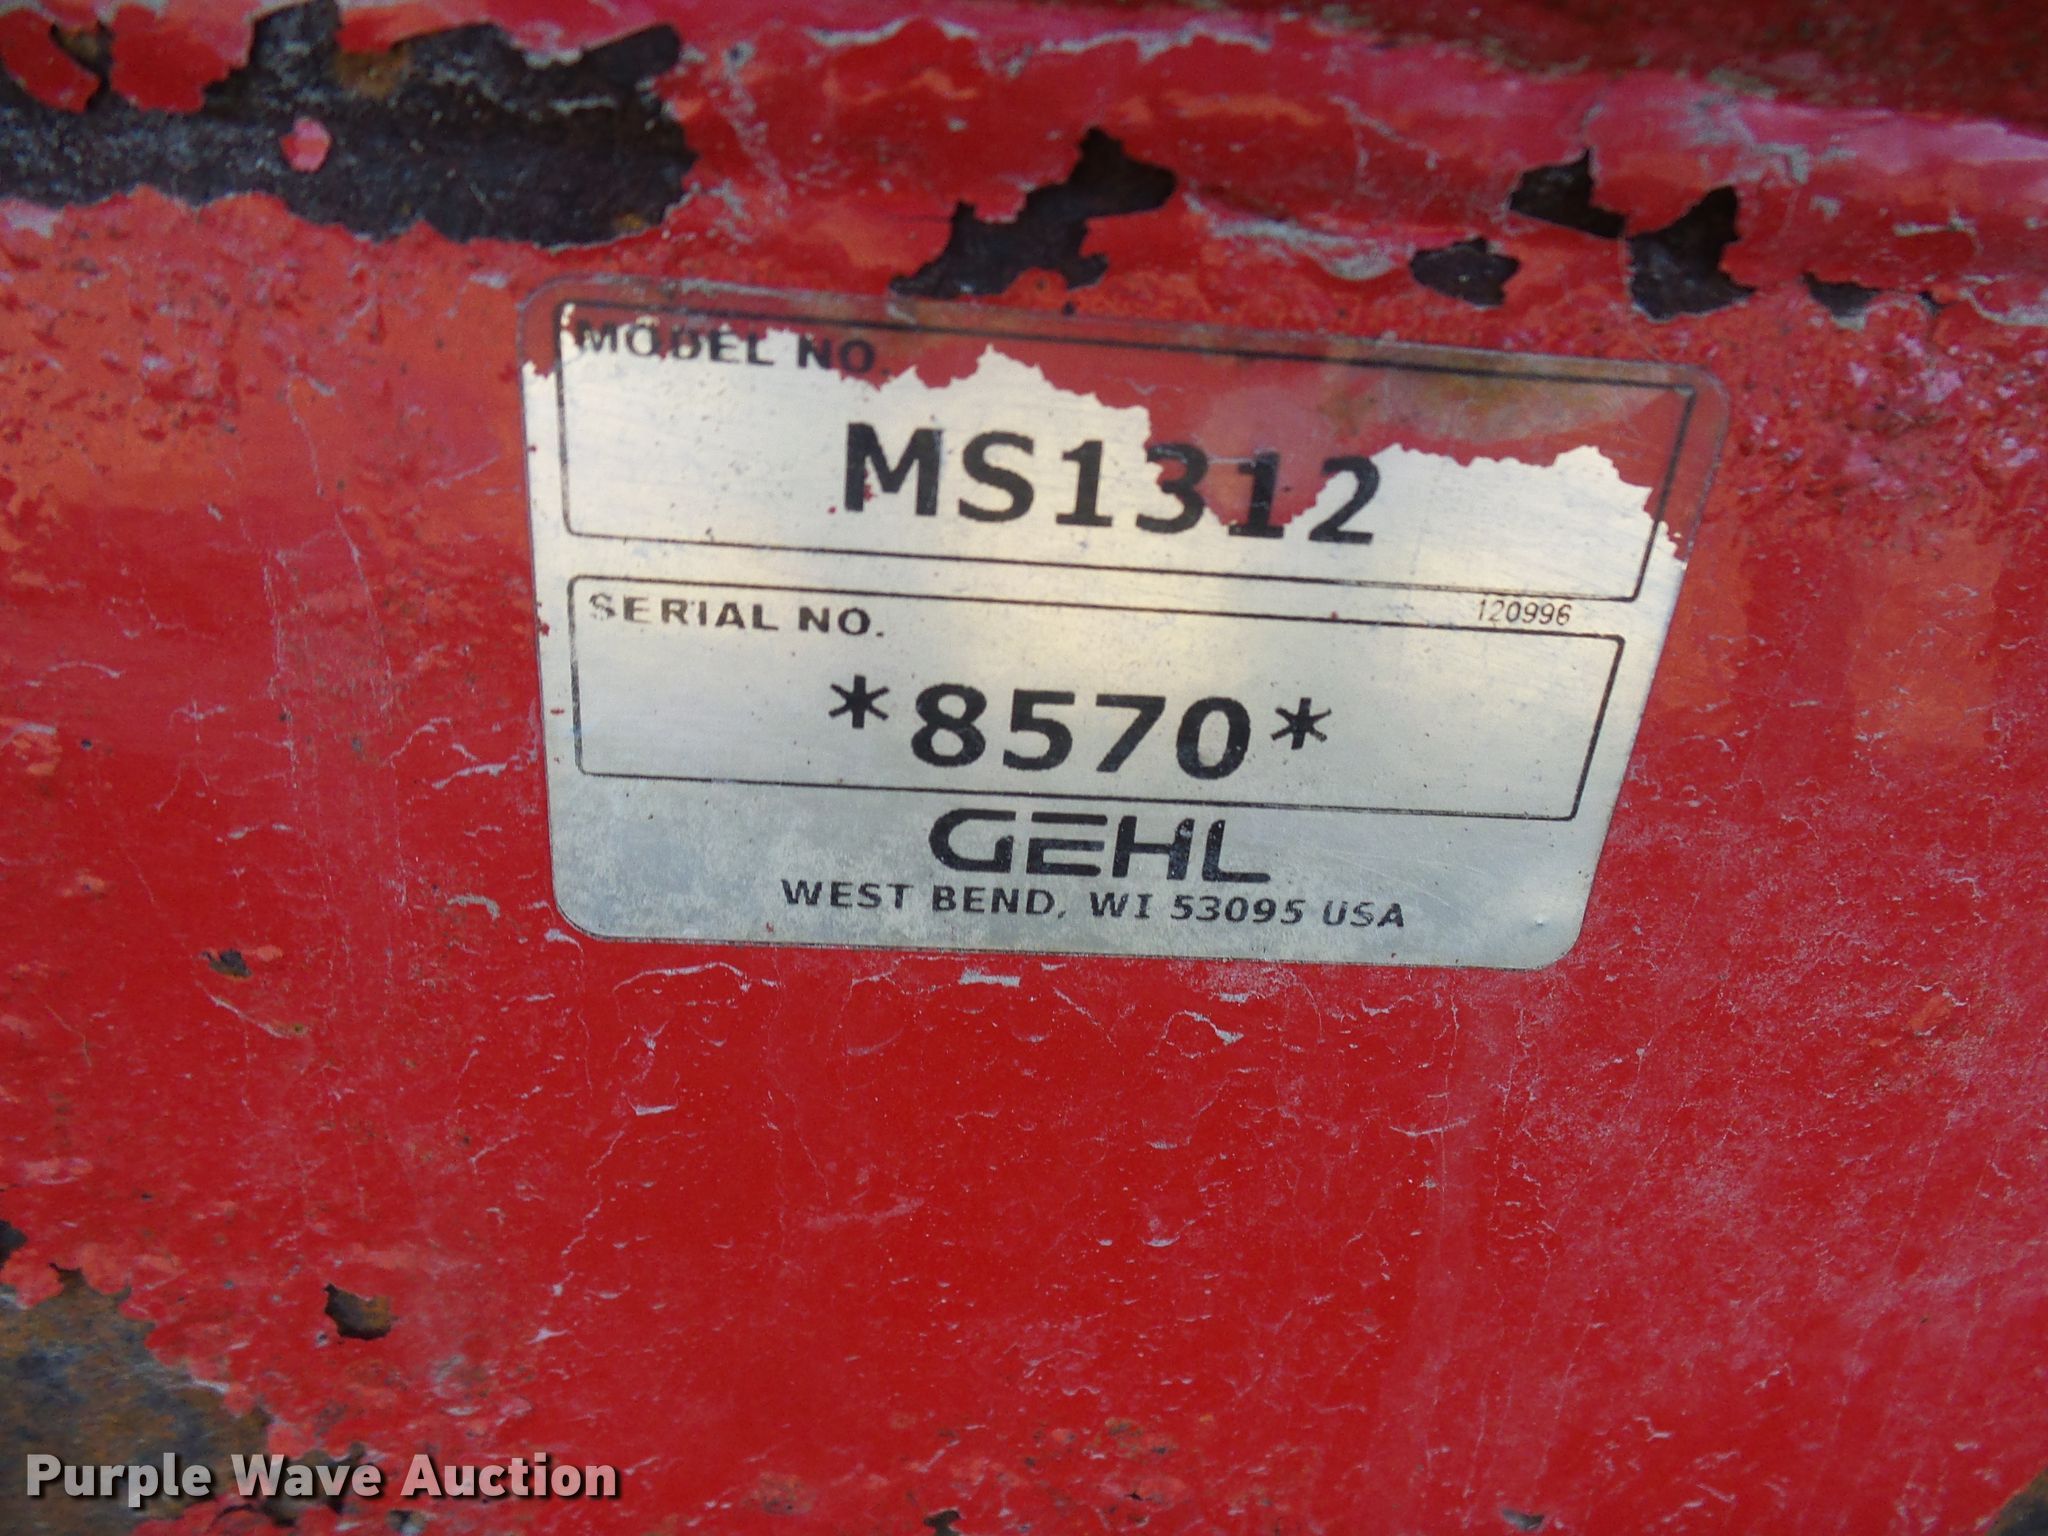 MODEL NO.
MS1312
SERIAL NO. 120996
*8570*
GEHL
WEST BEND, WI 53095 USA
Purple Wave Auction